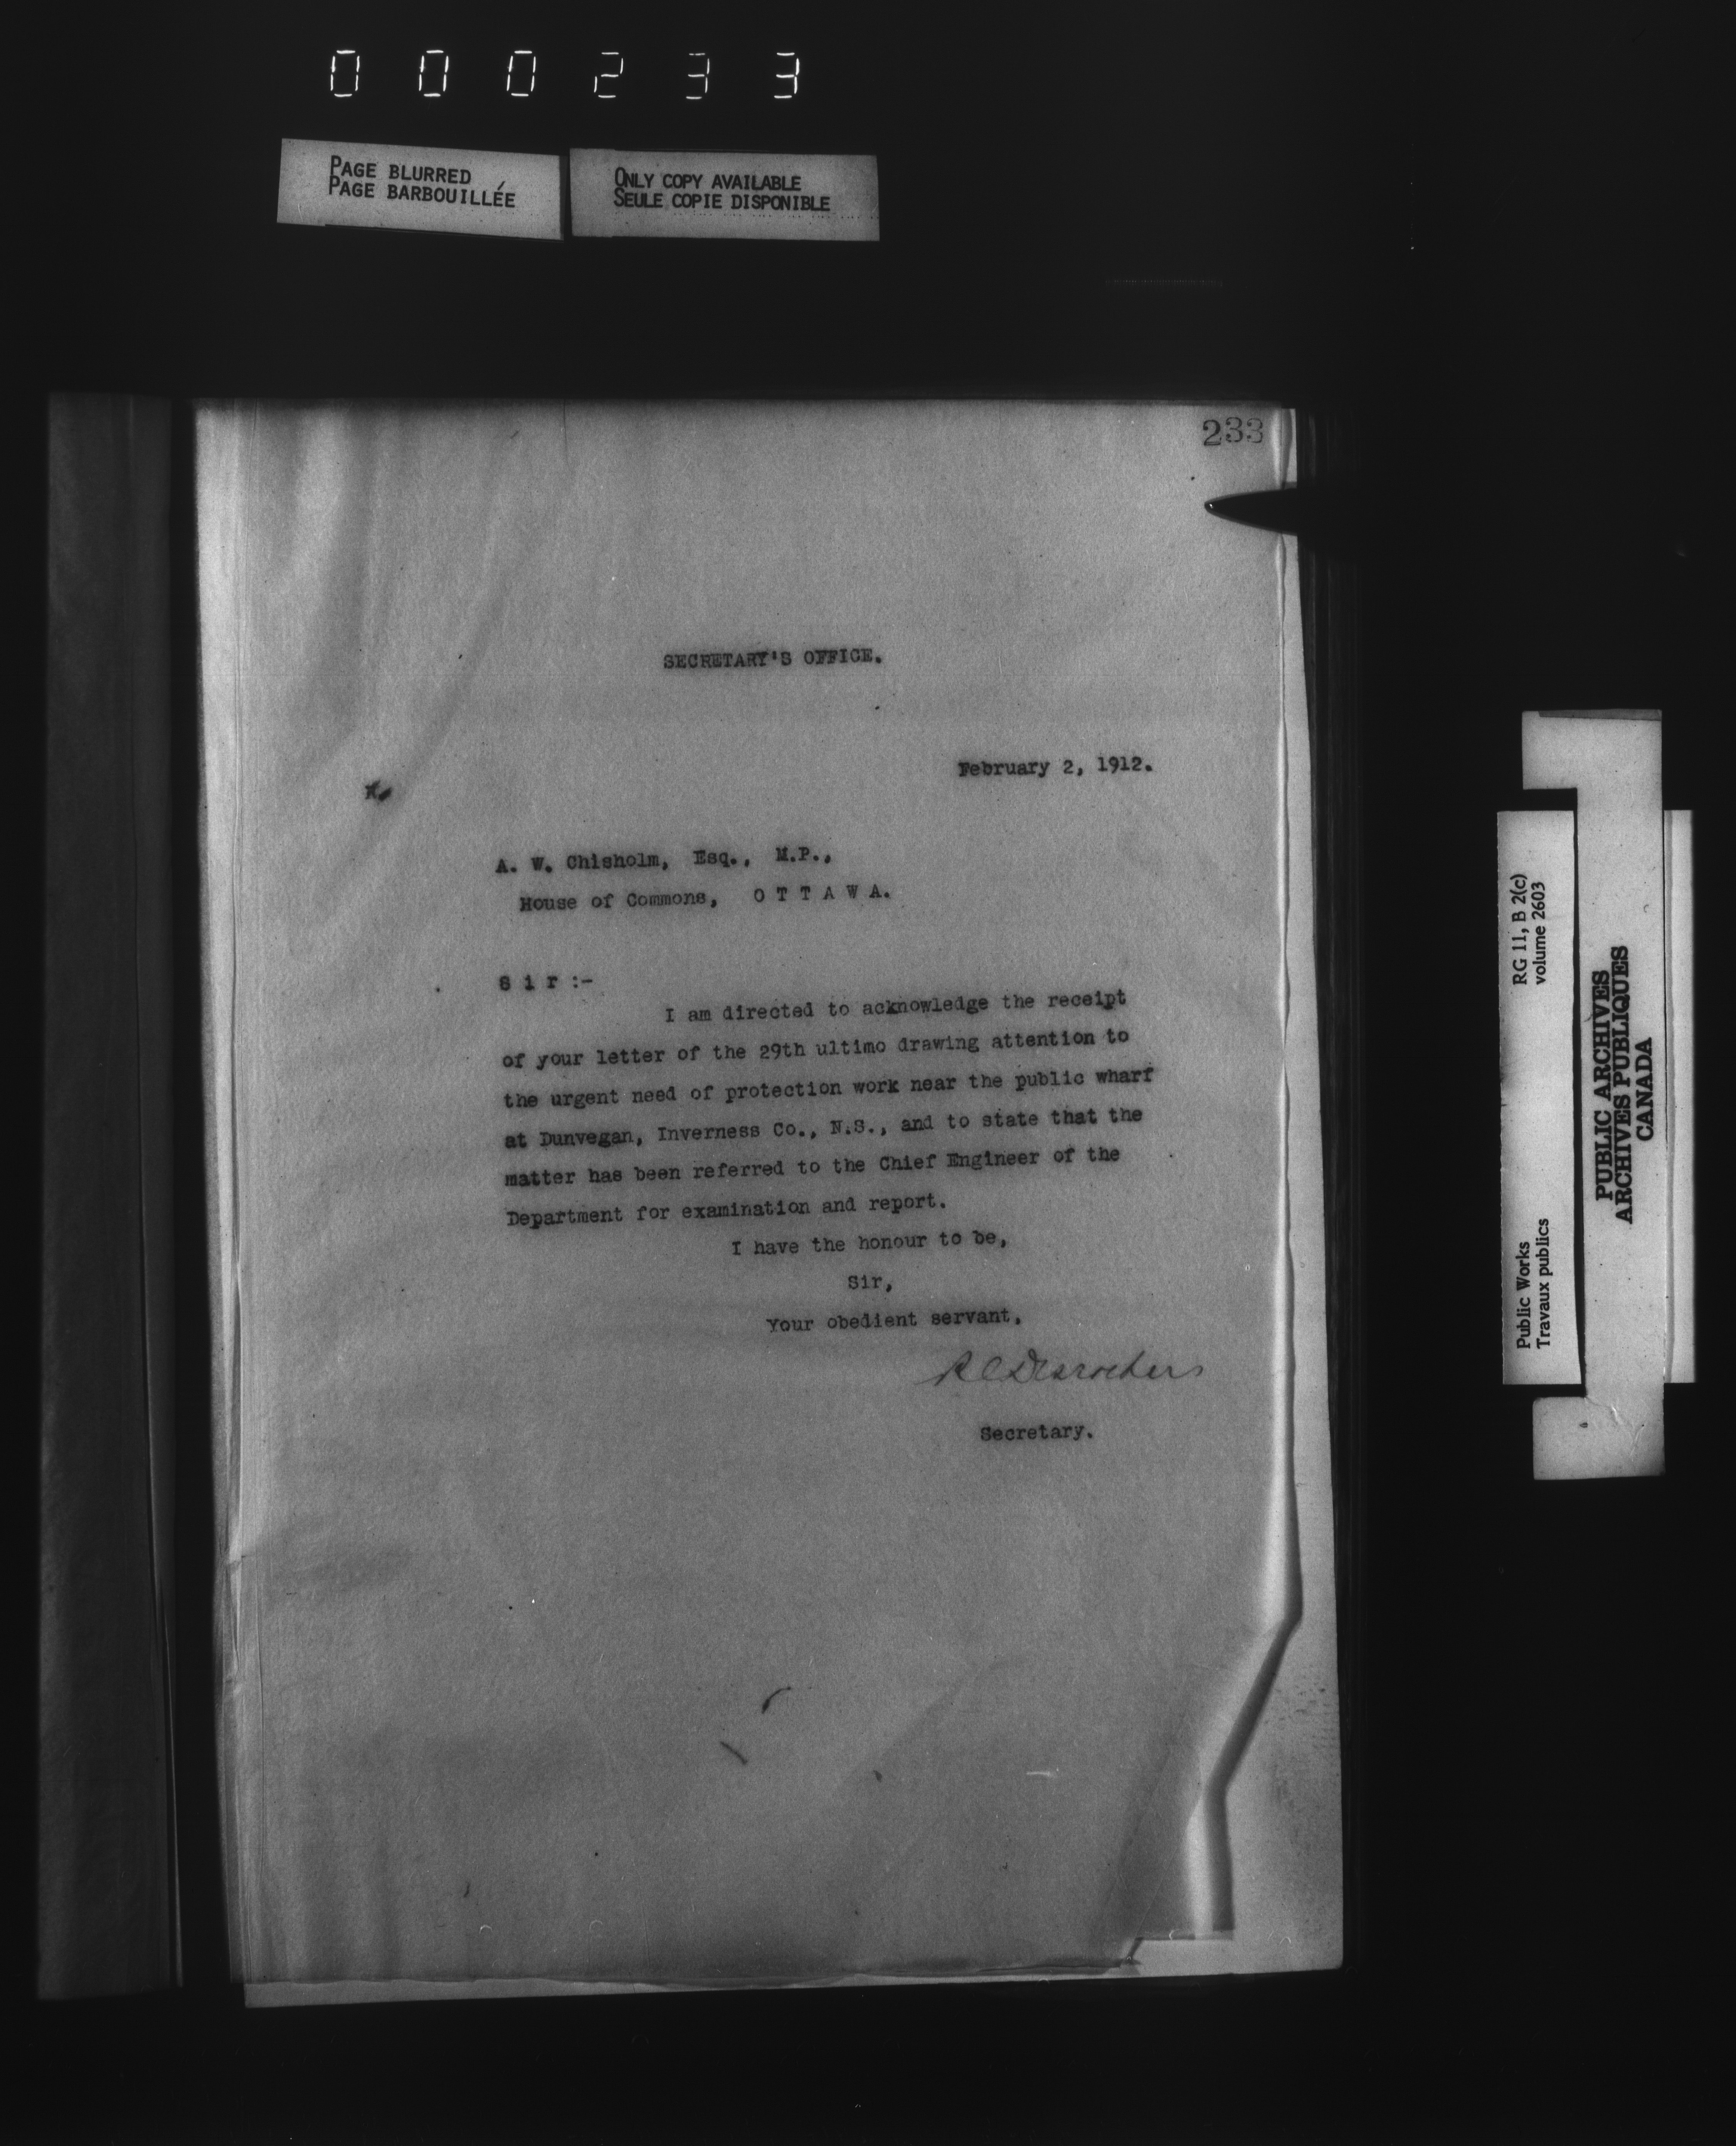 000233
PAGE BLURRED
PAGE BARBOUILLÉE
ONLY COPY AVAILABLE
SEULE COPIE DISPONIBLE
233
SECRETARY'S OFFICE.
February 2, 1912.
A. W. Chisholm, Esq., M.P.,
House of Commons, O T T A W A.
S i r :-
I am directed to acknowledge the receipt
of your letter of the 29th ultimo drawing attention to
the urgent need of protection work near the public wharf
at Dunvegan, Inverness Co., N.S., and to state that the
matter has been referred to the Chief Engineer of the
Department for examination and report.
I have the honour to be,
Sir,
Your obedient servant,
R C Desrochers
Secretary.
RG 11, B 2(c)
volume 2603
Public Works
Travaux publics
PUBLIC ARCHIVES
ARCHIVES PUBLIQUES
CANADA